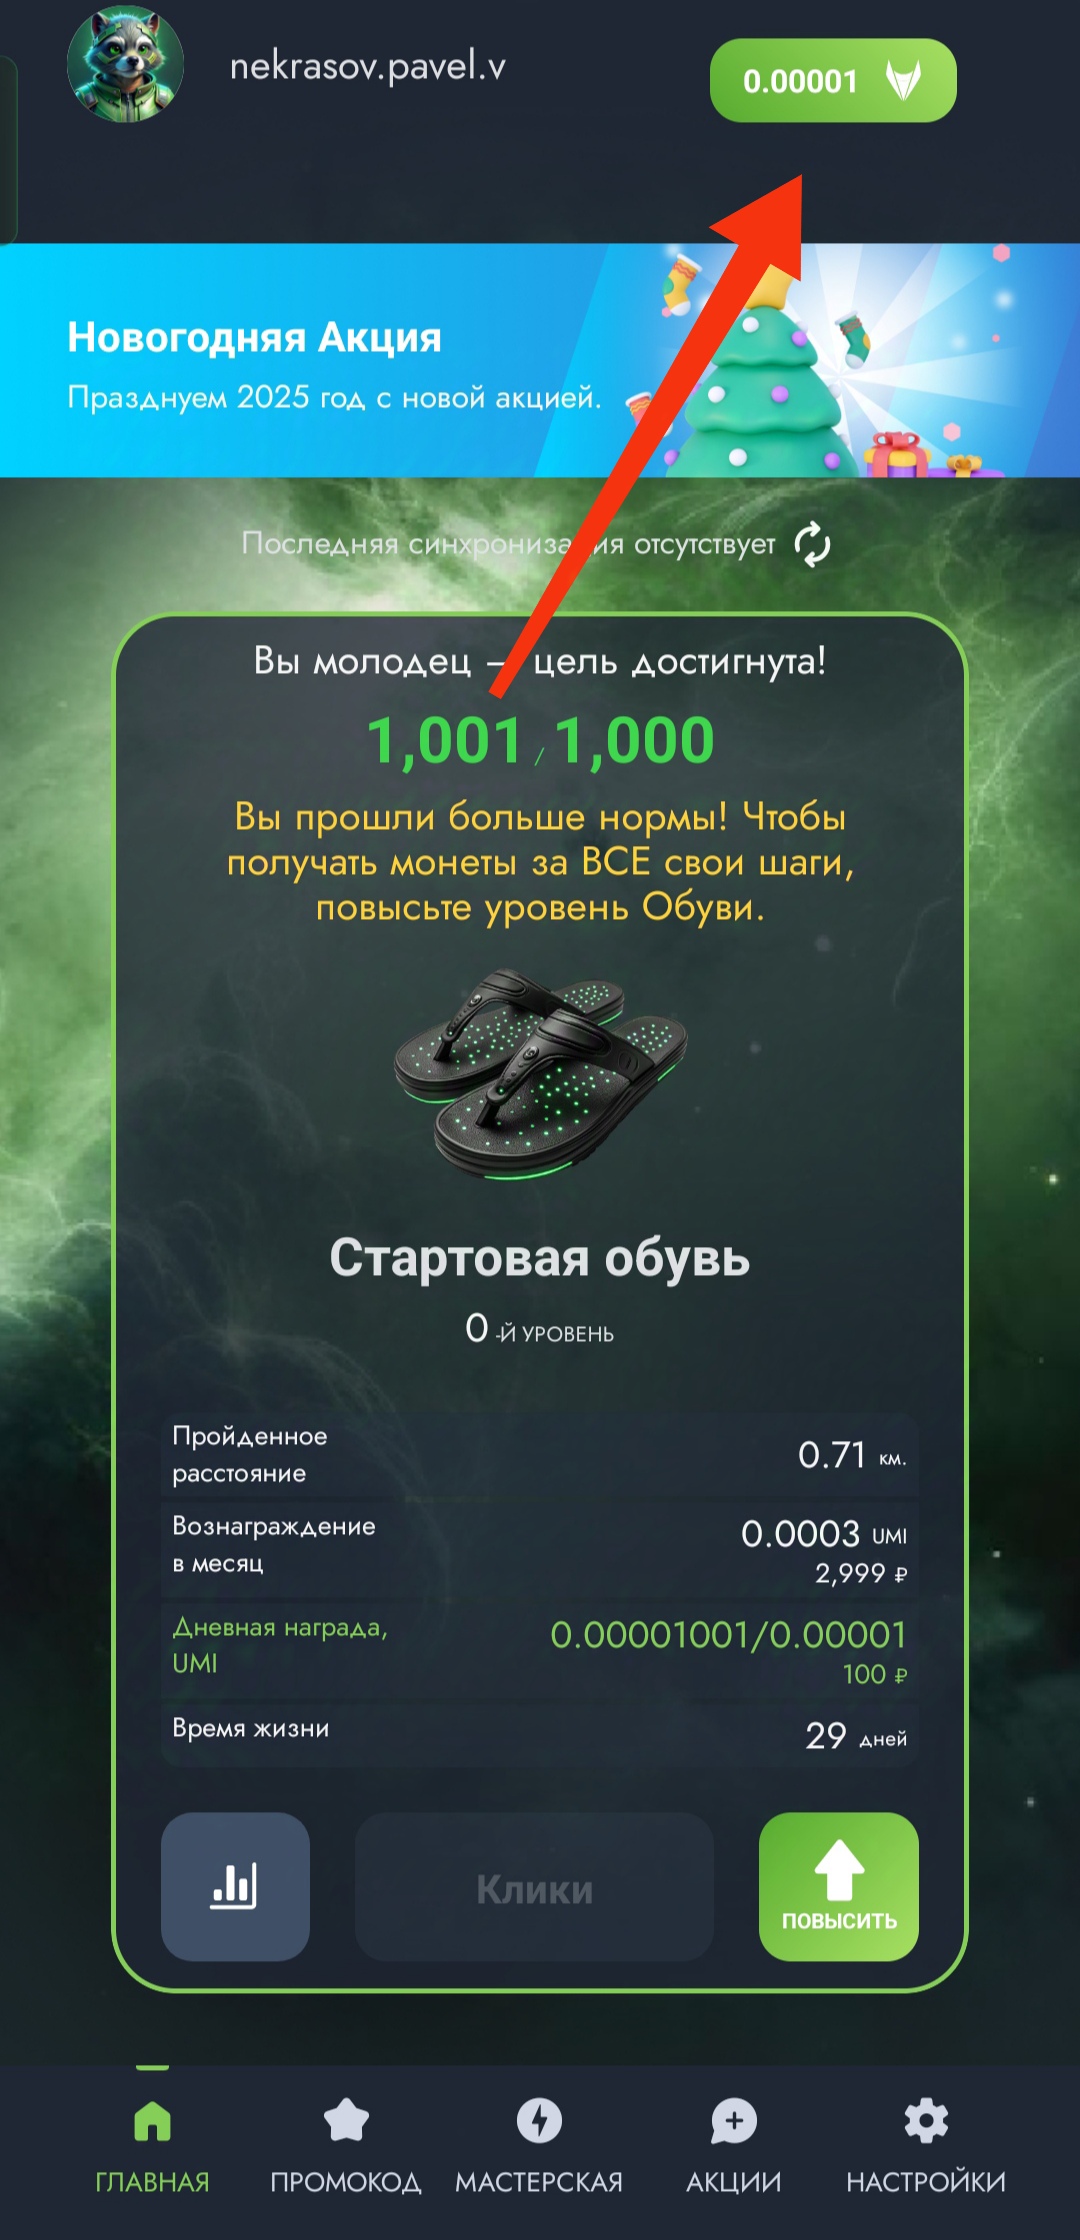 nekrasov.pavel.v
0.00001
Новогодняя Акция
Празднуем 2025 год с новой акцией.
Последняя синхронизация отсутствует
Вы молодец – цель достигнута!
1,001 / 1,000
Вы прошли больше нормы! Чтобы
получать монеты за ВСЕ свои шаги,
повысьте уровень Обуви.
Стартовая обувь
0 -Й УРОВЕНЬ
Пройденное
расстояние
0.71 км.
Вознаграждение
в месяц
0.0003 UMI
2,999 ₽
Дневная награда,
UMI
0.00001001/0.00001
100 ₽
Время жизни
29 дней
Клики
ПОВЫСИТЬ
ГЛАВНАЯ
ПРОМОКОД
МАСТЕРСКАЯ
АКЦИИ
НАСТРОЙКИ